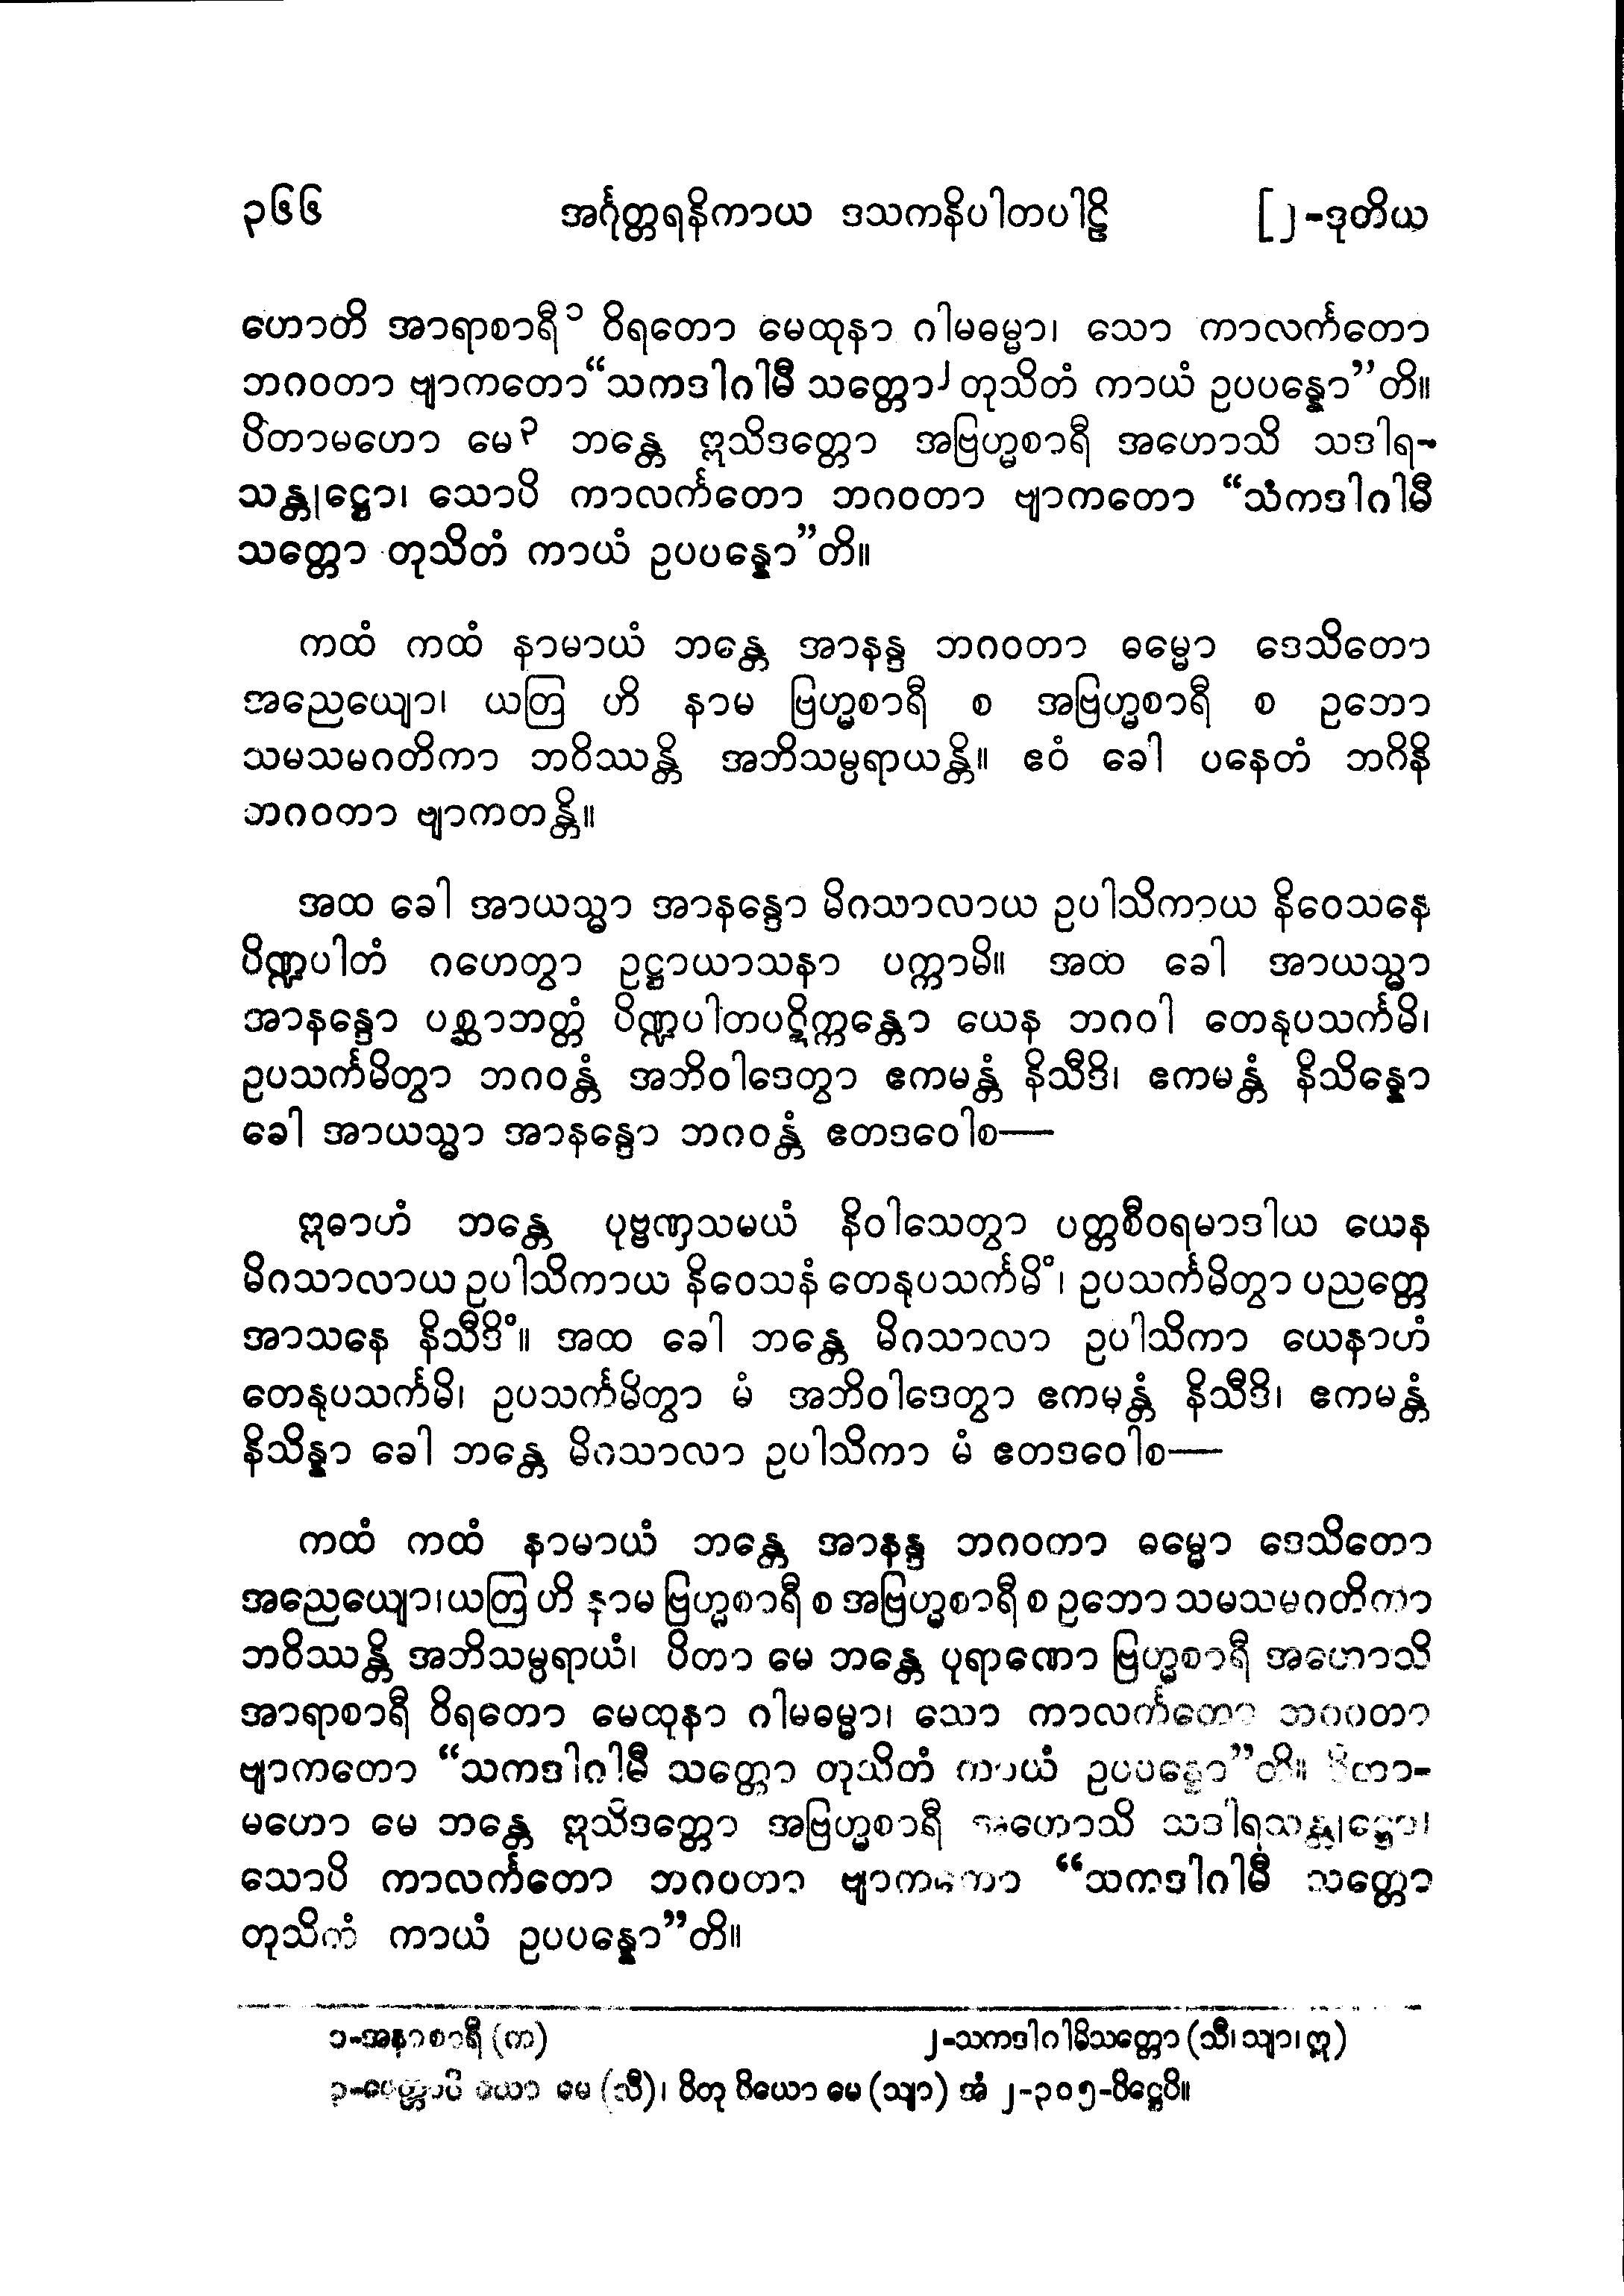 ၃၆၆ အင်္ဂုတ္တရနိကာယ ဒသကနိပါတပါဠိ [၂-ဒုတိယ
ဟောတိ အာရာစာရီ၁ ဝိရတော မေထုနာ ဂါမဓမ္မာ၊ သော ကာလင်္ကတော
ဘဂဝတာ ဗျာကတော“သကဒါဂါမီ သတ္တော၂ တုသိတံ ကာယံ ဥပပန္နော”တိ။
ပိတာမဟော မေ၃ ဘန္တေ ဣသိဒတ္တော အဗြဟ္မစာရီ အဟောသိ သဒါရ-
သန္တုဋ္ဌော၊ သောပိ ကာလင်္ကတော ဘဂဝတာ ဗျာကတော “သကဒါဂါမီ
သတ္တော တုသိတံ ကာယံ ဥပပန္နော”တိ။
ကထံ ကထံ နာမာယံ ဘန္တေ အာနန္ဒ ဘဂဝတာ ဓမ္မော ဒေသိတော
အညေယျော၊ ယတြ ဟိ နာမ ဗြဟ္မစာရီ စ အဗြဟ္မစာရီ စ ဥဘော
သမသမဂတိကာ ဘဝိဿန္တိ အဘိသမ္ပရာယန္တိ။ ဧဝံ ခေါ ပနေတံ ဘဂိနိ
ဘဂဝတာ ဗျာကတန္တိ။
အထ ခေါ အာယသ္မာ အာနန္ဒော မိဂသာလာယ ဥပါသိကာယ နိဝေသနေ
ပိဏ္ဍပါတံ ဂဟေတွာ ဥဋ္ဌာယာသနာ ပက္ကာမိ။ အထ ခေါ အာယသ္မာ
အာနန္ဒော ပစ္ဆာဘတ္တံ ပိဏ္ဍပါတပဋိက္ကန္တော ယေန ဘဂဝါ တေနုပသင်္ကမိ၊
ဥပသင်္ကမိတွာ ဘဂဝန္တံ အဘိဝါဒေတွာ ဧကမန္တံ နိသီဒိ၊ ဧကမန္တံ နိသိန္နော
ခေါ အာယသ္မာ အာနန္ဒော ဘဂဝန္တံ ဧတဒဝေါစ—
ဣဓာဟံ ဘန္တေ ပုဗ္ဗဏှသမယံ နိဝါသေတွာ ပတ္တစီဝရမာဒါယ ယေန
မိဂသာလာယ ဥပါသိကာယ နိဝေသနံ တေနုပသင်္ကမိံ၊ ဥပသင်္ကမိတွာ ပညတ္တေ
အာသနေ နိသီဒိံ။ အထ ခေါ ဘန္တေ မိဂသာလာ ဥပါသိကာ ယေနာဟံ
တေနုပသင်္ကမိ၊ ဥပသင်္ကမိတွာ မံ အဘိဝါဒေတွာ ဧကမန္တံ နိသီဒိ၊ ဧကမန္တံ
နိသိန္နာ ခေါ ဘန္တေ မိဂသာလာ ဥပါသိကာ မံ ဧတဒဝေါစ—
ကထံ ကထံ နာမာယံ ဘန္တေ အာနန္ဒ ဘဂဝတာ ဓမ္မော ဒေသိတော
အညေယျော၊ယတြ ဟိ နာမ ဗြဟ္မစာရီ စ အဗြဟ္မစာရီ စ ဥဘော သမသမဂတိကာ
ဘဝိဿန္တိ အဘိသမ္ပရာယံ၊ ပိတာ မေ ဘန္တေ ပုရာဏော ဗြဟ္မစာရီ အဟောသိ
အာရာစာရီ ဝိရတော မေထုနာ ဂါမဓမ္မာ၊ သော ကာလင်္ကတော ဘဂဝတာ
ဗျာကတော “သကဒါဂါမီ သတ္တော တုသိတံ ကာယံ ဥပပန္နော”တိ။ ပိတာ-
မဟော မေ ဘန္တေ ဣသိဒတ္တော အဗြဟ္မစာရီ အဟောသိ သဒါရသန္တုဋ္ဌော၊
သောပိ ကာလင်္ကတော ဘဂဝတာ ဗျာကတော “သကဒါဂါမီ သတ္တော
တုသိတံ ကာယံ ဥပပန္နော”တိ။
၁-အနာစာရီ (က) ၂-သကဒါဂါမိသတ္တော (သီ၊ သျာ၊ ဣ)
၃- မေ (သီ)၊ ပိတု ပိယော မေ (သျာ) အံ ၂-၃၀၅-ပိဋ္ဌေပိ။